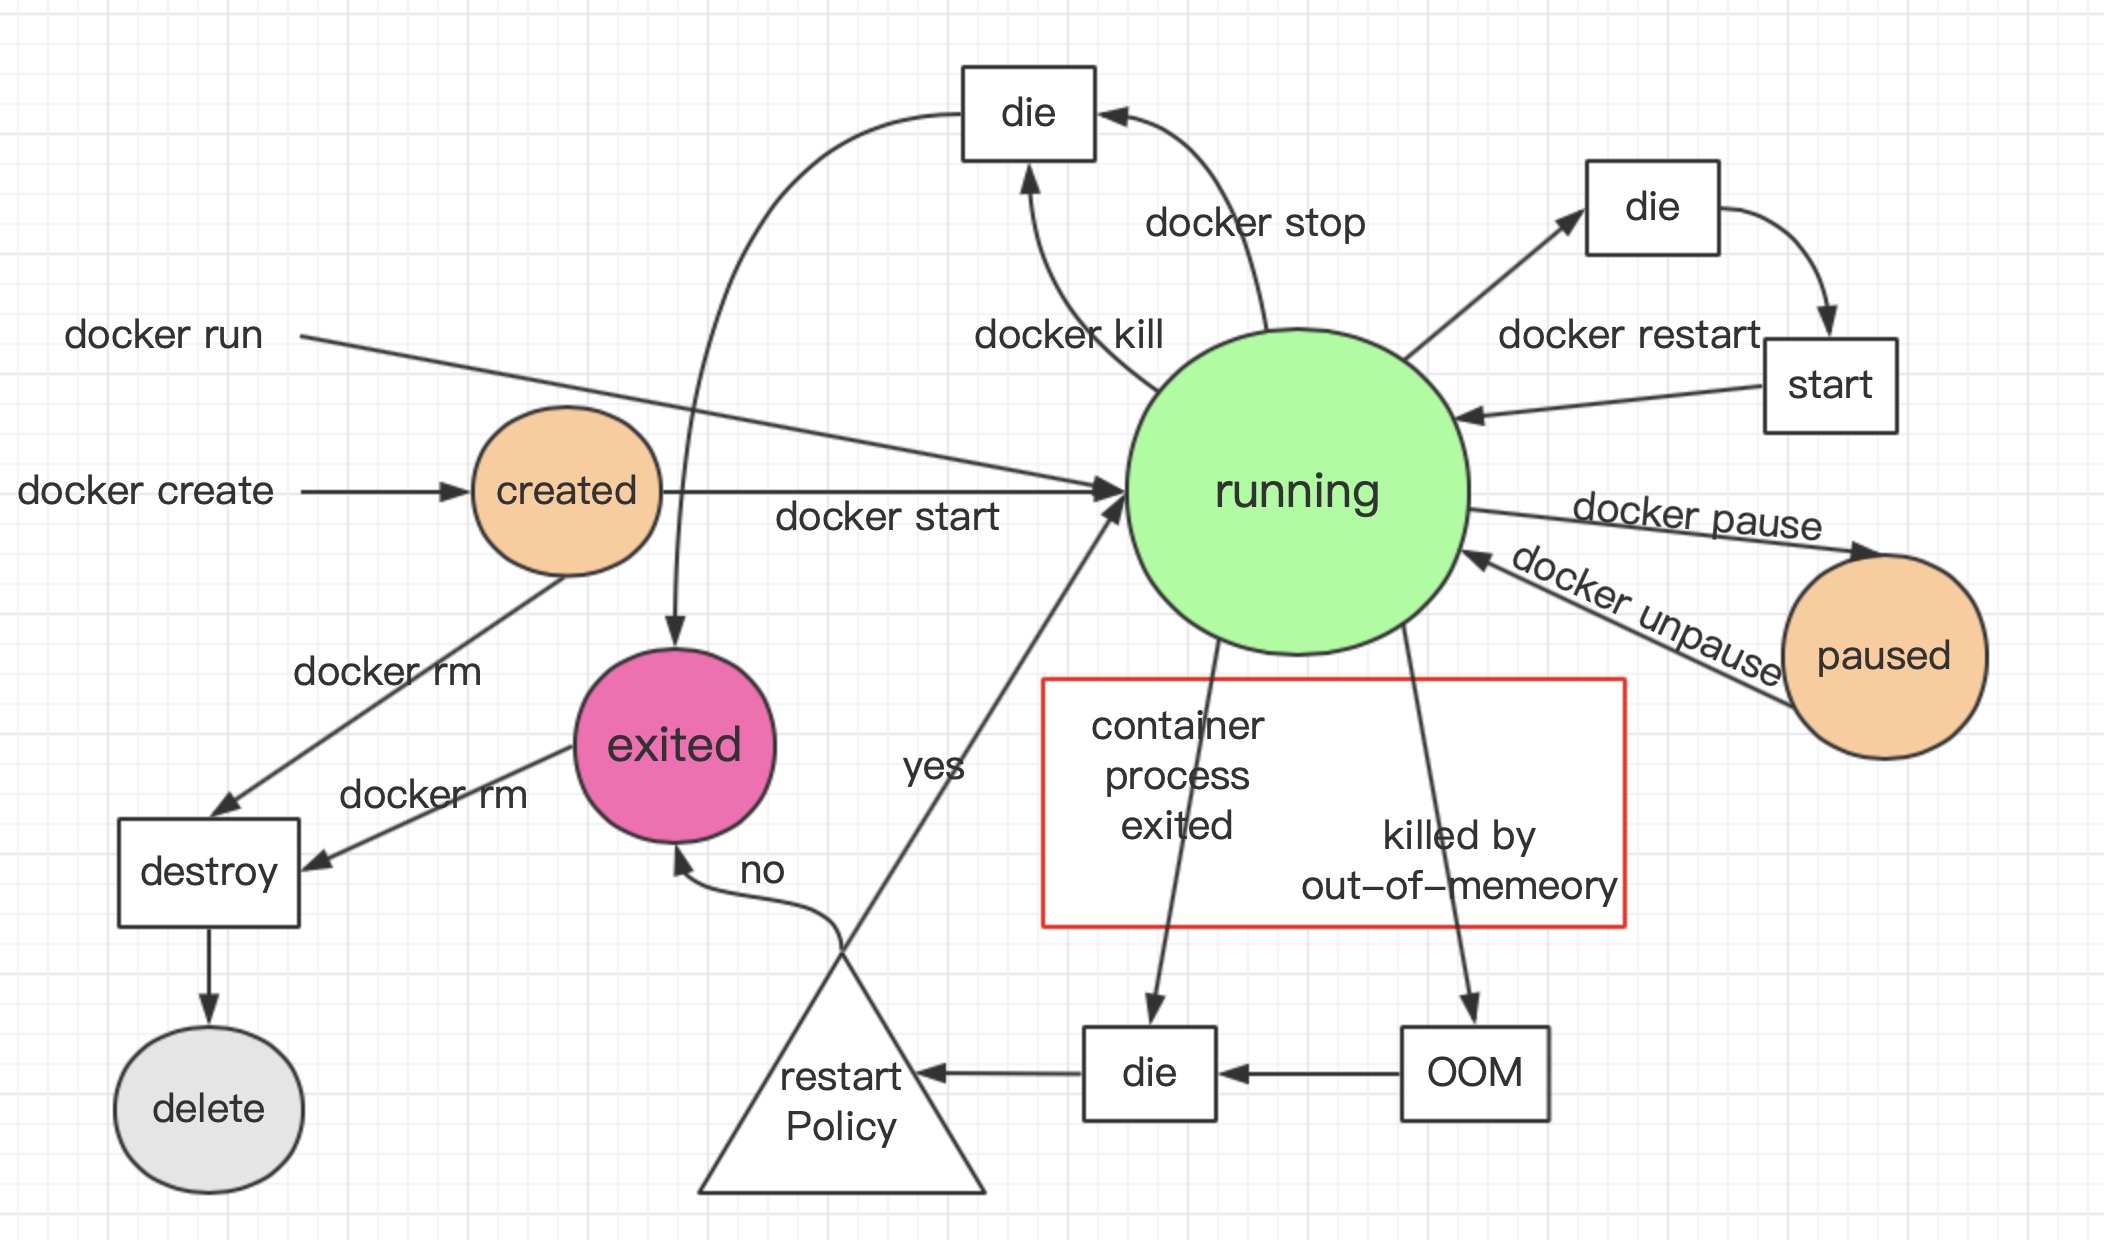 die
die
docker stop
docker run
docker kill
docker restart
start
docker create
created
docker start
running
docker pause
docker unpause
paused
docker rm
exited
docker rm
container
process
exited
yes
killed by
out-of-memeory
destroy
no
delete
restart
Policy
die
OOM